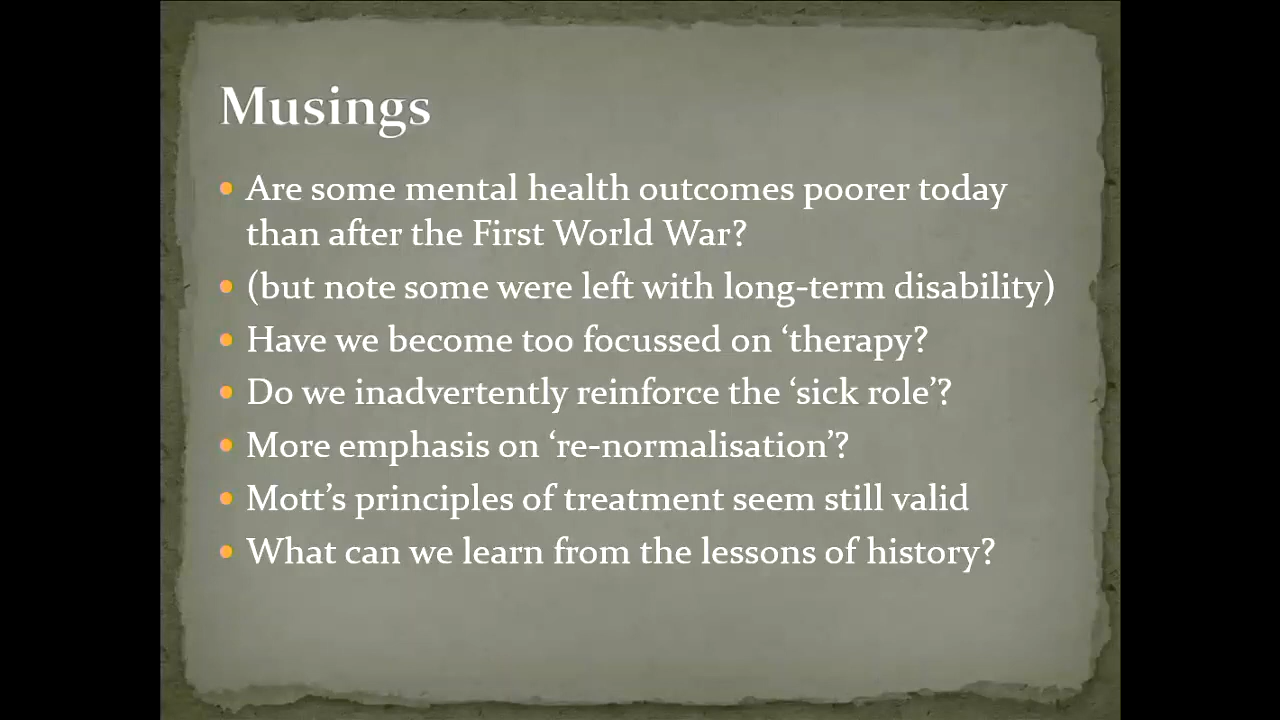 Musings
• Are some mental health outcomes poorer today
than after the First World War?
• (but note some were left with long-term disability)
• Have we become too focussed on ‘therapy?
• Do we inadvertently reinforce the ‘sick role’?
• More emphasis on ‘re-normalisation’?
• Mott’s principles of treatment seem still valid
• What can we learn from the lessons of history?